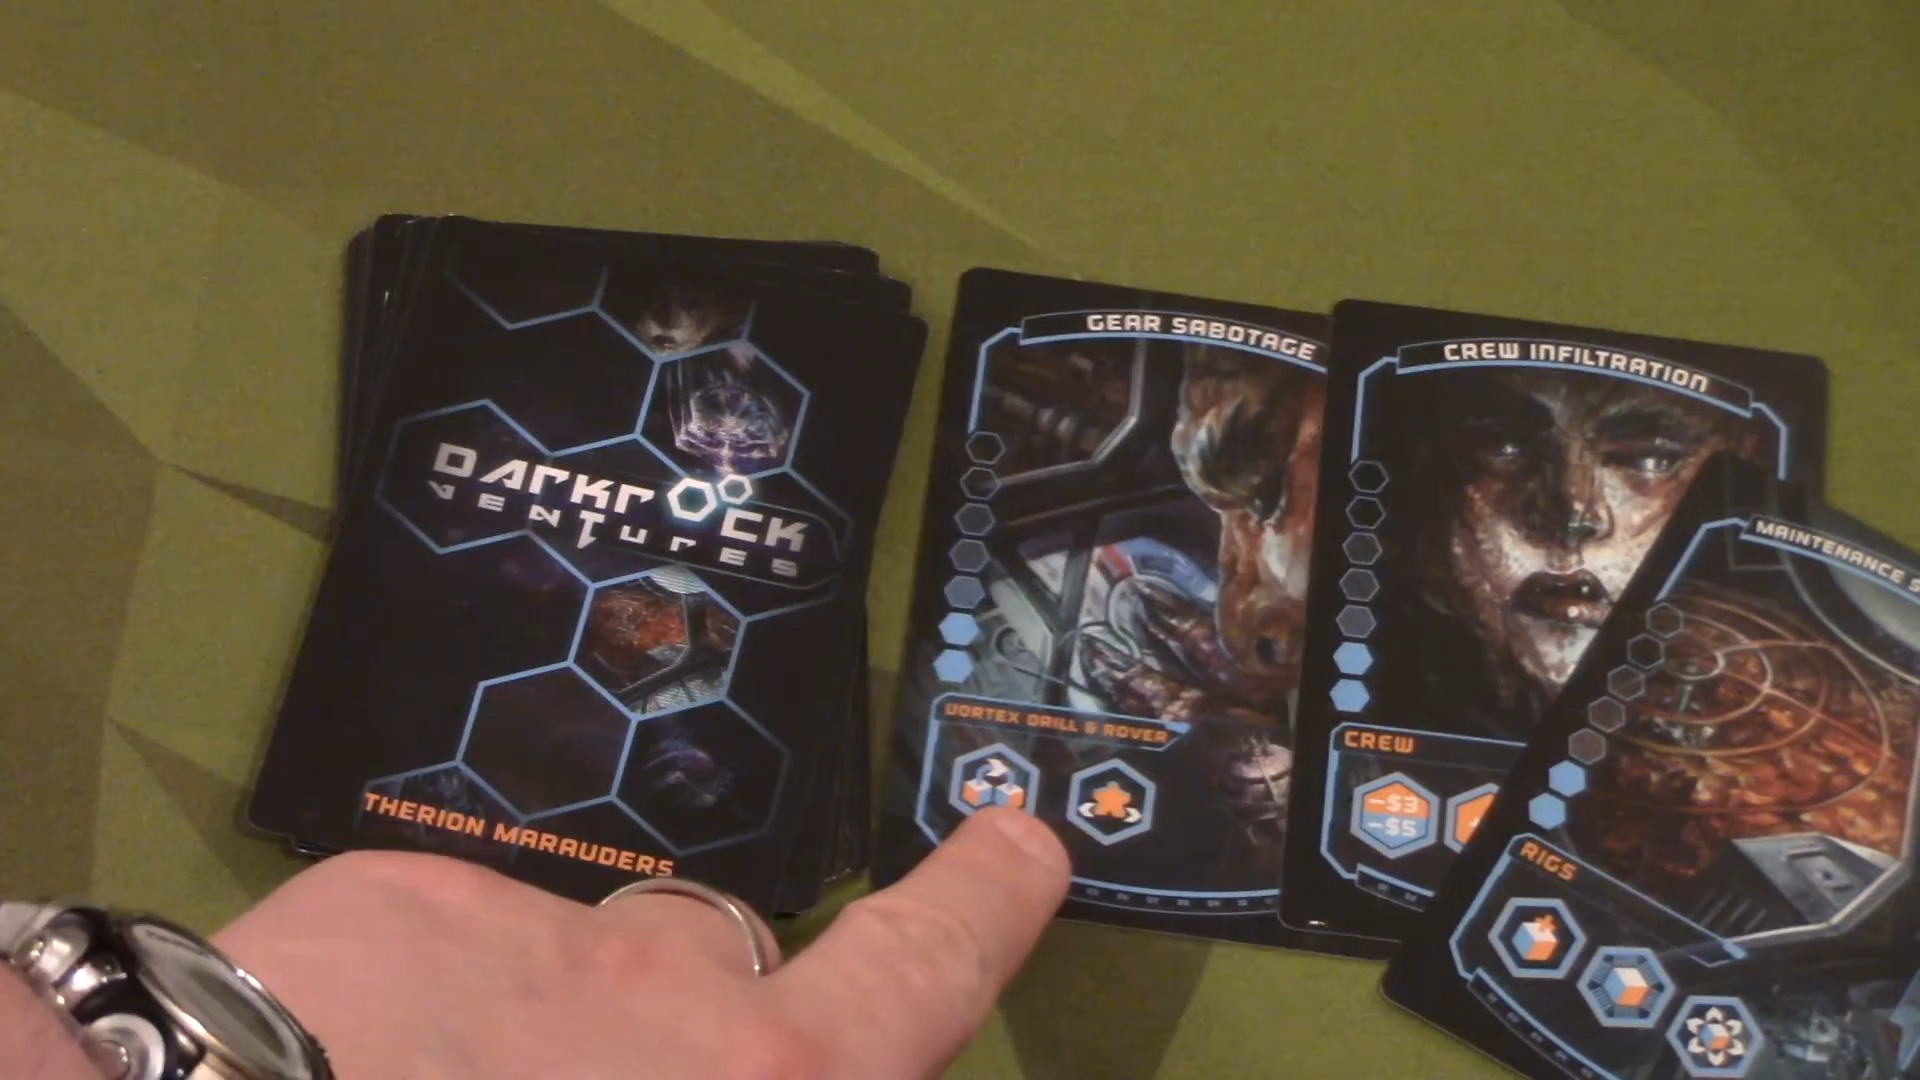 DARKROCK
VENTURES
THERION MARAUDERS
GEAR SABOTAGE
VORTEX DRILL & ROVER
CREW INFILTRATION
CREW
-$3
-$5
MAINTENANCE S
RIGS